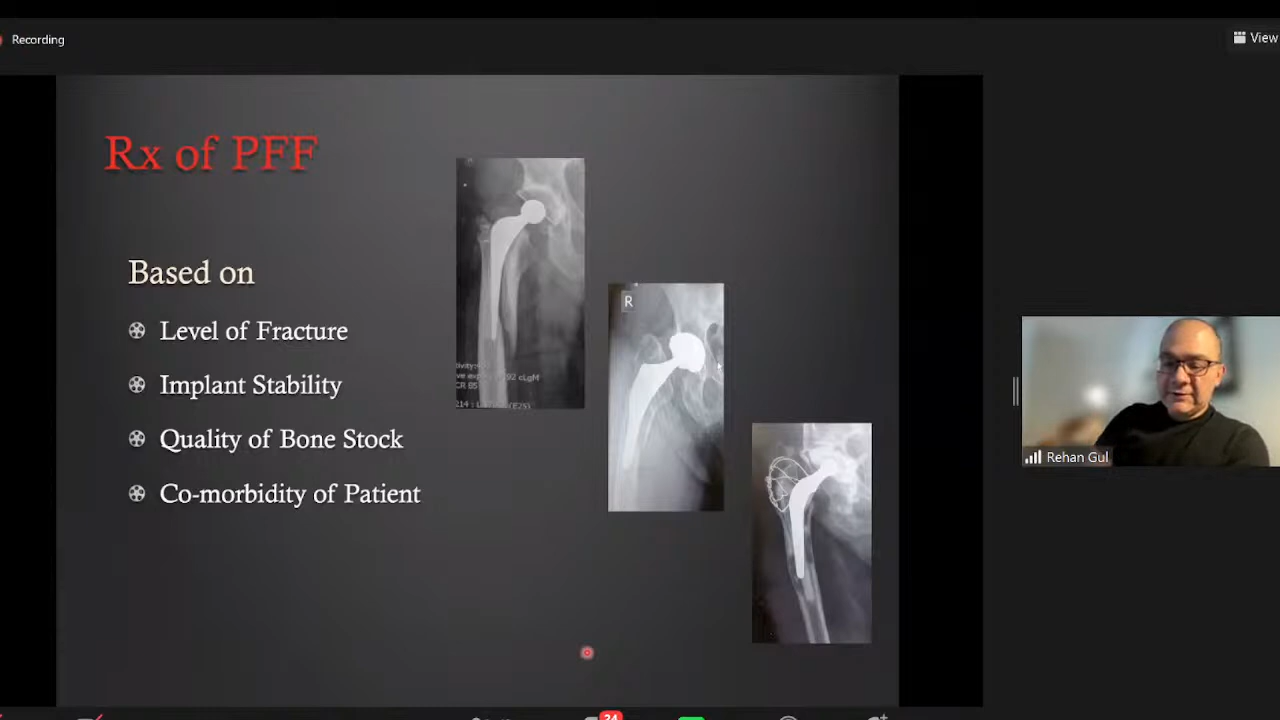 Recording
View
Rx of PFF
Based on
Level of Fracture
Implant Stability
Quality of Bone Stock
Co-morbidity of Patient
R
Rehan Gul
24